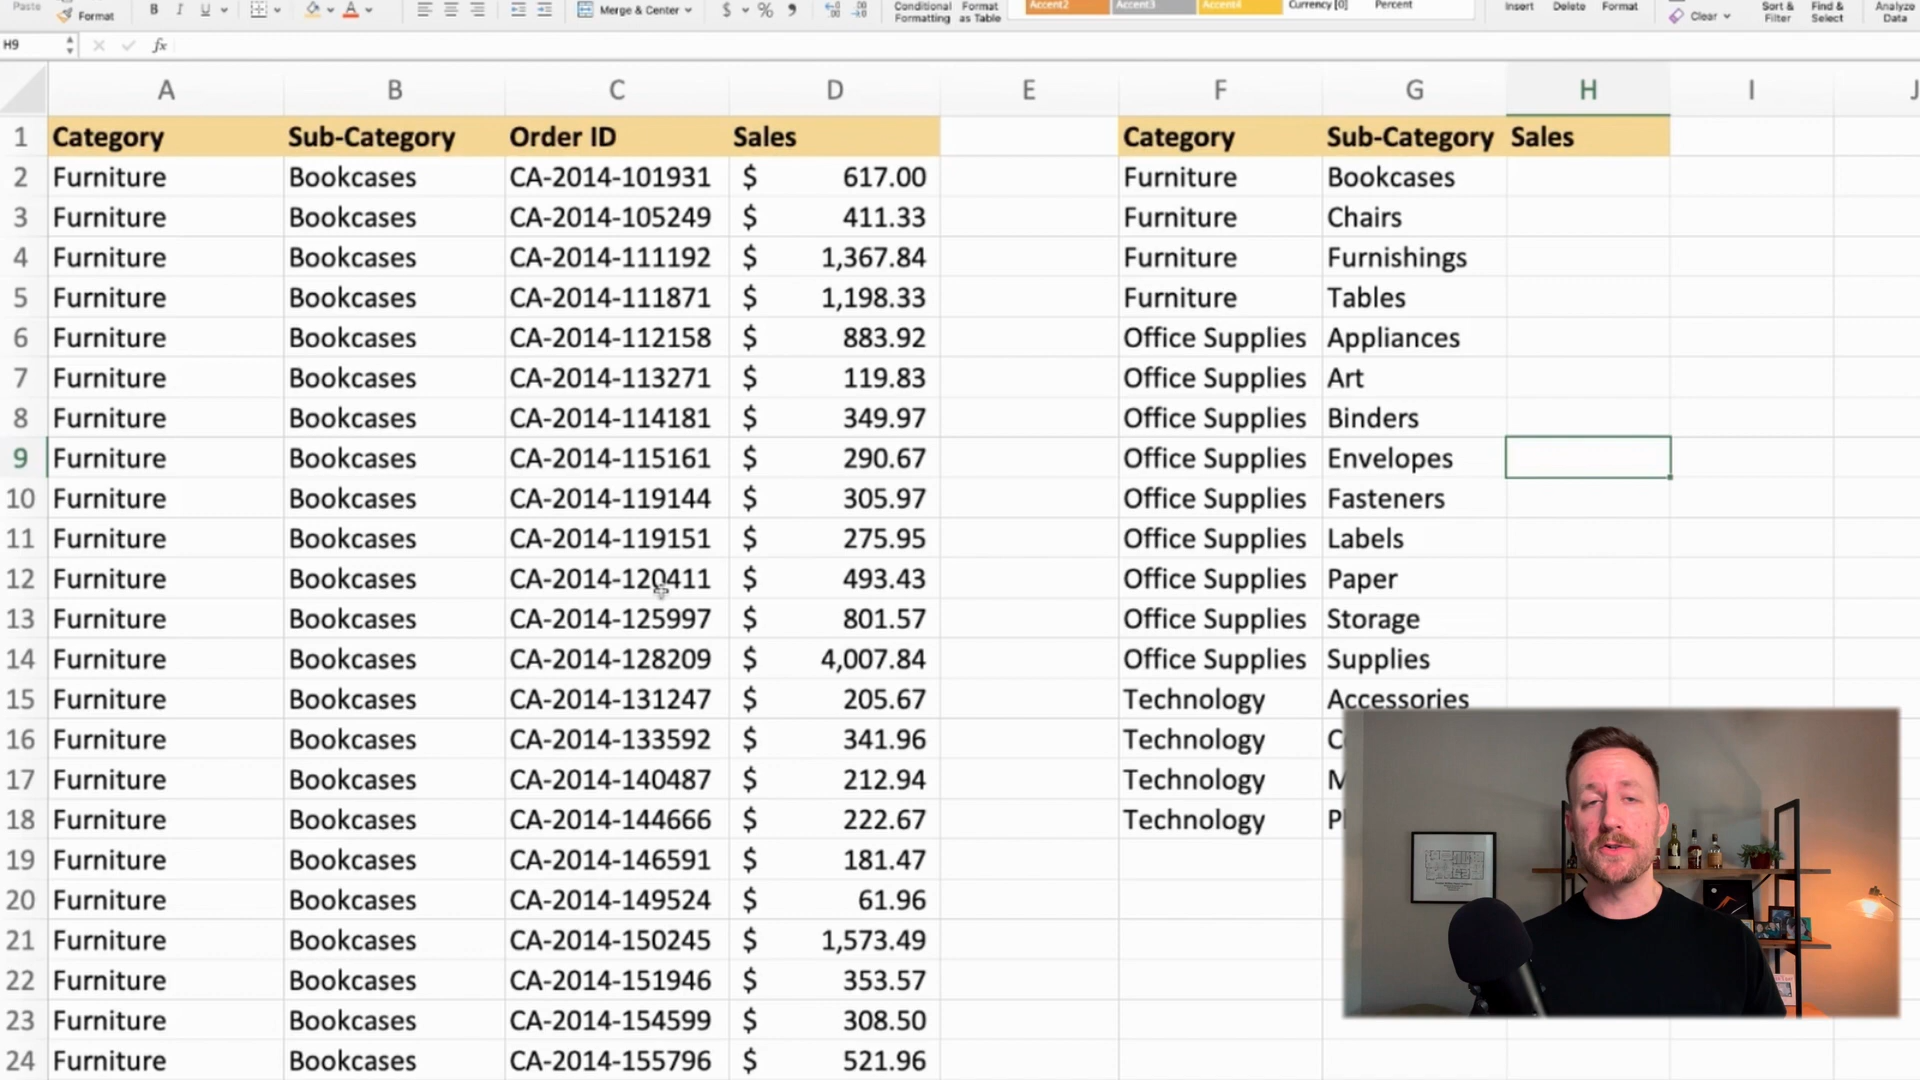 Paste
Format
B
I
U
A
Merge & Center
$
%
Conditional
Formatting
Format
as Table
Accent2
Accent3
Accent4
Currency [0]
Percent
Insert
Delete
Format
Clear
Sort &
Filter
Find &
Select
Analyze
Data
H9
fx
A B C D E F G H I J
1 Category Sub-Category Order ID Sales Category Sub-Category Sales
2 Furniture Bookcases CA-2014-101931 $ 617.00 Furniture Bookcases
3 Furniture Bookcases CA-2014-105249 $ 411.33 Furniture Chairs
4 Furniture Bookcases CA-2014-111192 $ 1,367.84 Furniture Furnishings
5 Furniture Bookcases CA-2014-111871 $ 1,198.33 Furniture Tables
6 Furniture Bookcases CA-2014-112158 $ 883.92 Office Supplies Appliances
7 Furniture Bookcases CA-2014-113271 $ 119.83 Office Supplies Art
8 Furniture Bookcases CA-2014-114181 $ 349.97 Office Supplies Binders
9 Furniture Bookcases CA-2014-115161 $ 290.67 Office Supplies Envelopes
10 Furniture Bookcases CA-2014-119144 $ 305.97 Office Supplies Fasteners
11 Furniture Bookcases CA-2014-119151 $ 275.95 Office Supplies Labels
12 Furniture Bookcases CA-2014-120411 $ 493.43 Office Supplies Paper
13 Furniture Bookcases CA-2014-125997 $ 801.57 Office Supplies Storage
14 Furniture Bookcases CA-2014-128209 $ 4,007.84 Office Supplies Supplies
15 Furniture Bookcases CA-2014-131247 $ 205.67 Technology Accessories
16 Furniture Bookcases CA-2014-133592 $ 341.96 Technology
17 Furniture Bookcases CA-2014-140487 $ 212.94 Technology
18 Furniture Bookcases CA-2014-144666 $ 222.67 Technology
19 Furniture Bookcases CA-2014-146591 $ 181.47
20 Furniture Bookcases CA-2014-149524 $ 61.96
21 Furniture Bookcases CA-2014-150245 $ 1,573.49
22 Furniture Bookcases CA-2014-151946 $ 353.57
23 Furniture Bookcases CA-2014-154599 $ 308.50
24 Furniture Bookcases CA-2014-155796 $ 521.96